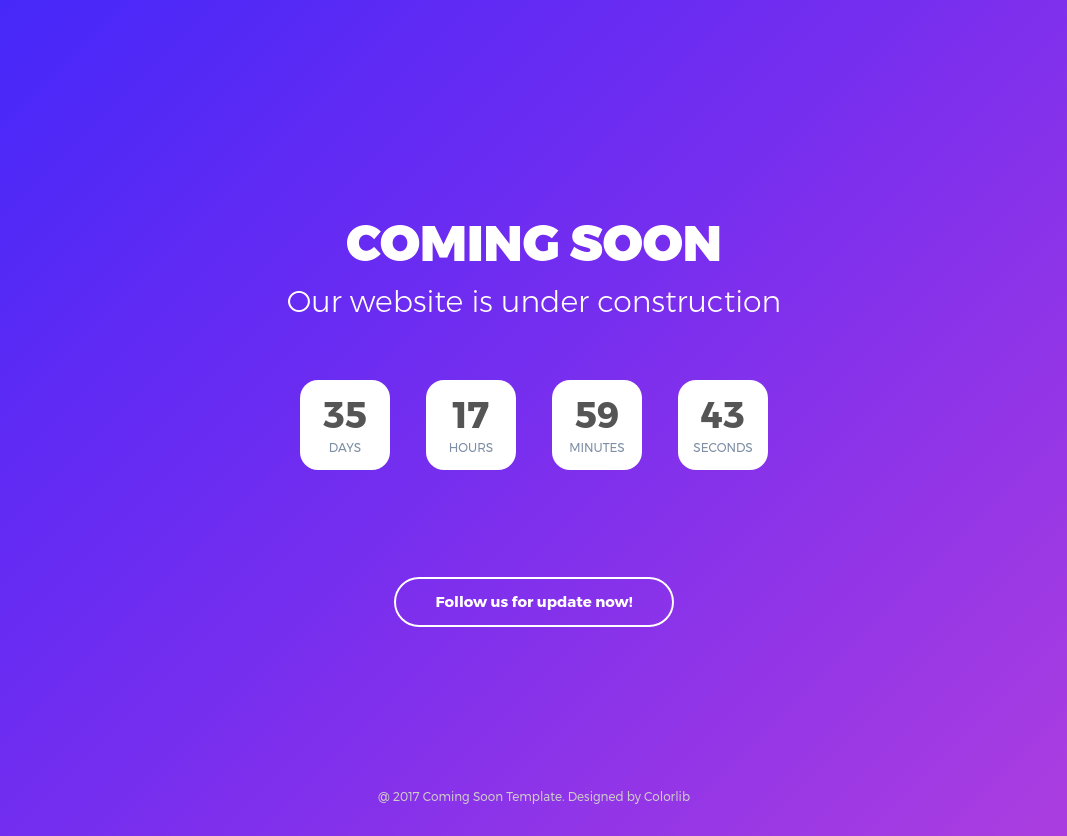 COMING SOON
Our website is under construction
35 17 59 43
DAYS HOURS MINUTES SECONDS
Follow us for update now!
@ 2017 Coming Soon Template. Designed by Colorlib